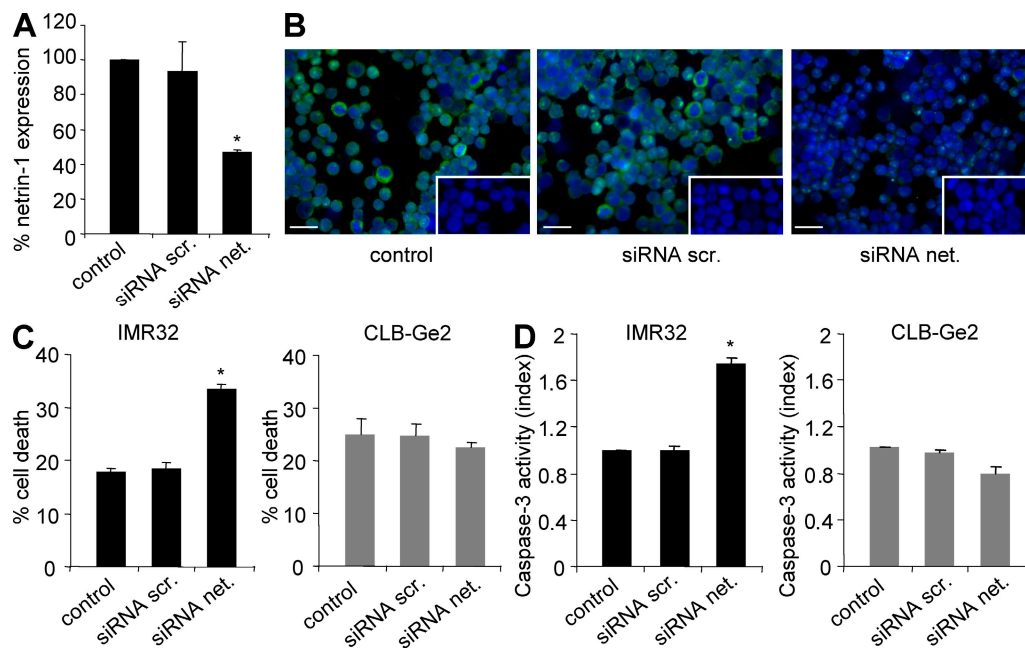 A
% netrin-1 expression
120
100
80
60
40
20
0
control
siRNA scr.
siRNA net.
*
B
control
siRNA scr.
siRNA net.
C
IMR32
% cell death
40
30
20
10
0
*
control
siRNA scr.
siRNA net.
CLB-Ge2
% cell death
40
30
20
10
0
control
siRNA scr.
siRNA net.
D
IMR32
Caspase-3 activity (index)
2
1.6
1.2
0.8
0.4
0
*
control
siRNA scr.
siRNA net.
CLB-Ge2
Caspase-3 activity (index)
2
1.6
1.2
0.8
0.4
0
control
siRNA scr.
siRNA net.